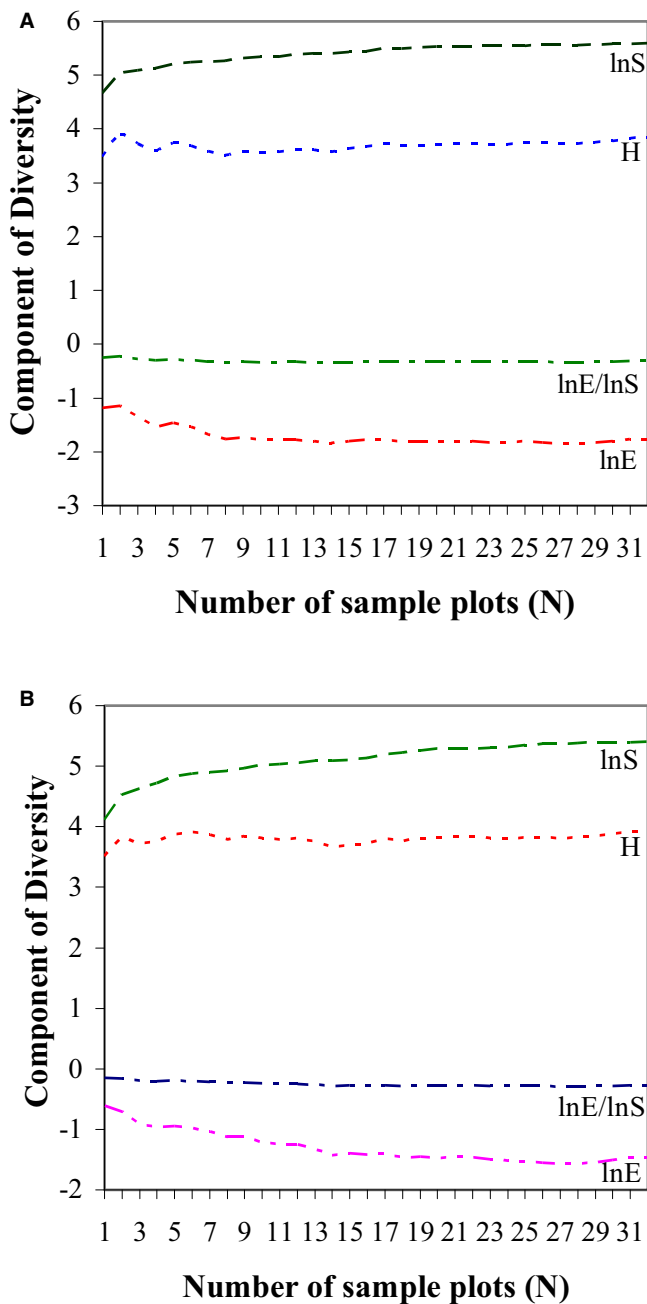 A
Component of Diversity
6
5
4
3
2
1
0
-1
-2
-3
lnS
H
lnE/lnS
lnE
1 3 5 7 9 11 13 15 17 19 21 23 25 27 29 31
Number of sample plots (N)
B
Component of Diversity
6
5
4
3
2
1
0
-1
-2
lnS
H
lnE/lnS
lnE
1 3 5 7 9 11 13 15 17 19 21 23 25 27 29 31
Number of sample plots (N)